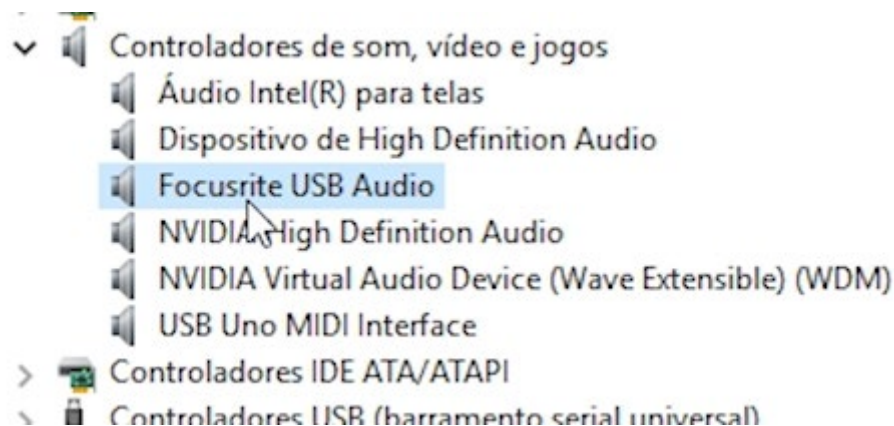 Controladores de som, vídeo e jogos
Áudio Intel(R) para telas
Dispositivo de High Definition Audio
Focusrite USB Audio
NVIDIA High Definition Audio
NVIDIA Virtual Audio Device (Wave Extensible) (WDM)
USB Uno MIDI Interface
Controladores IDE ATA/ATAPI
Controladores USB (barramento serial universal)